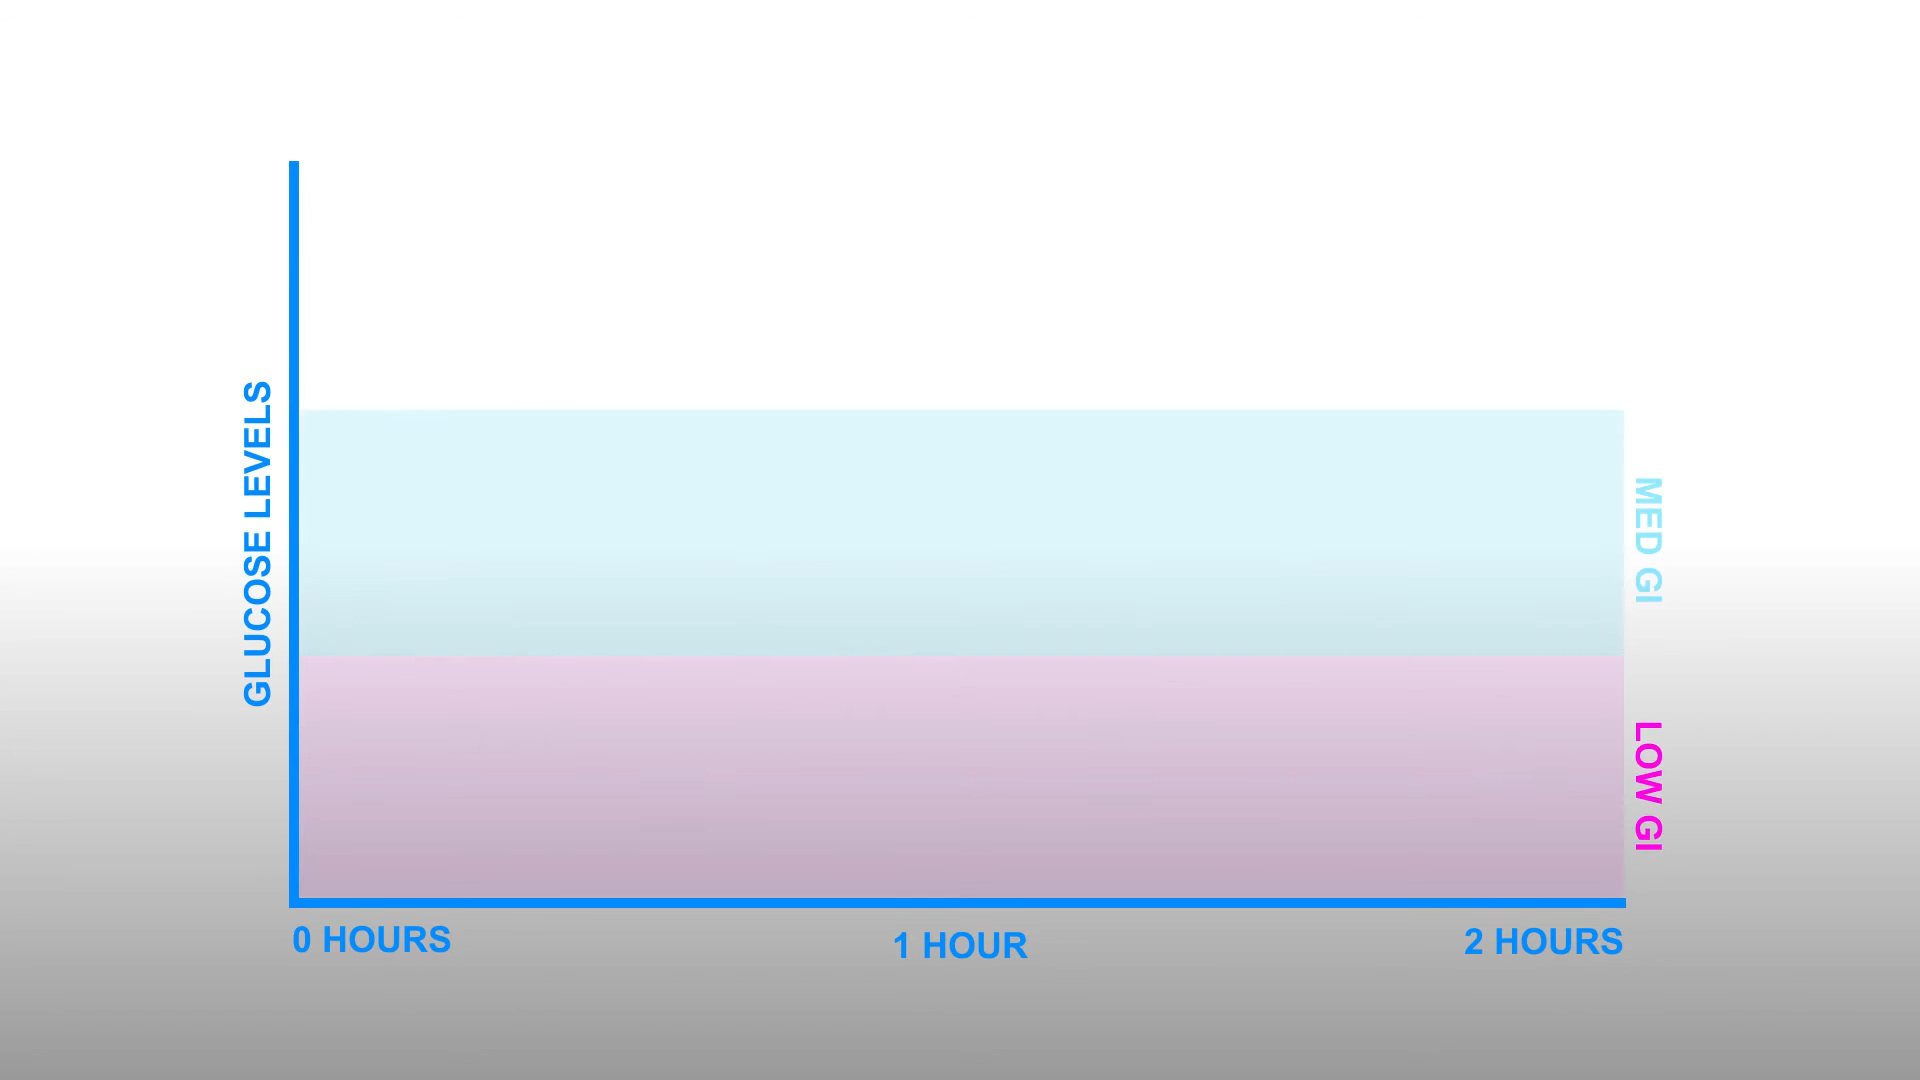 GLUCOSE LEVELS
MED GI
LOW GI
0 HOURS
1 HOUR
2 HOURS